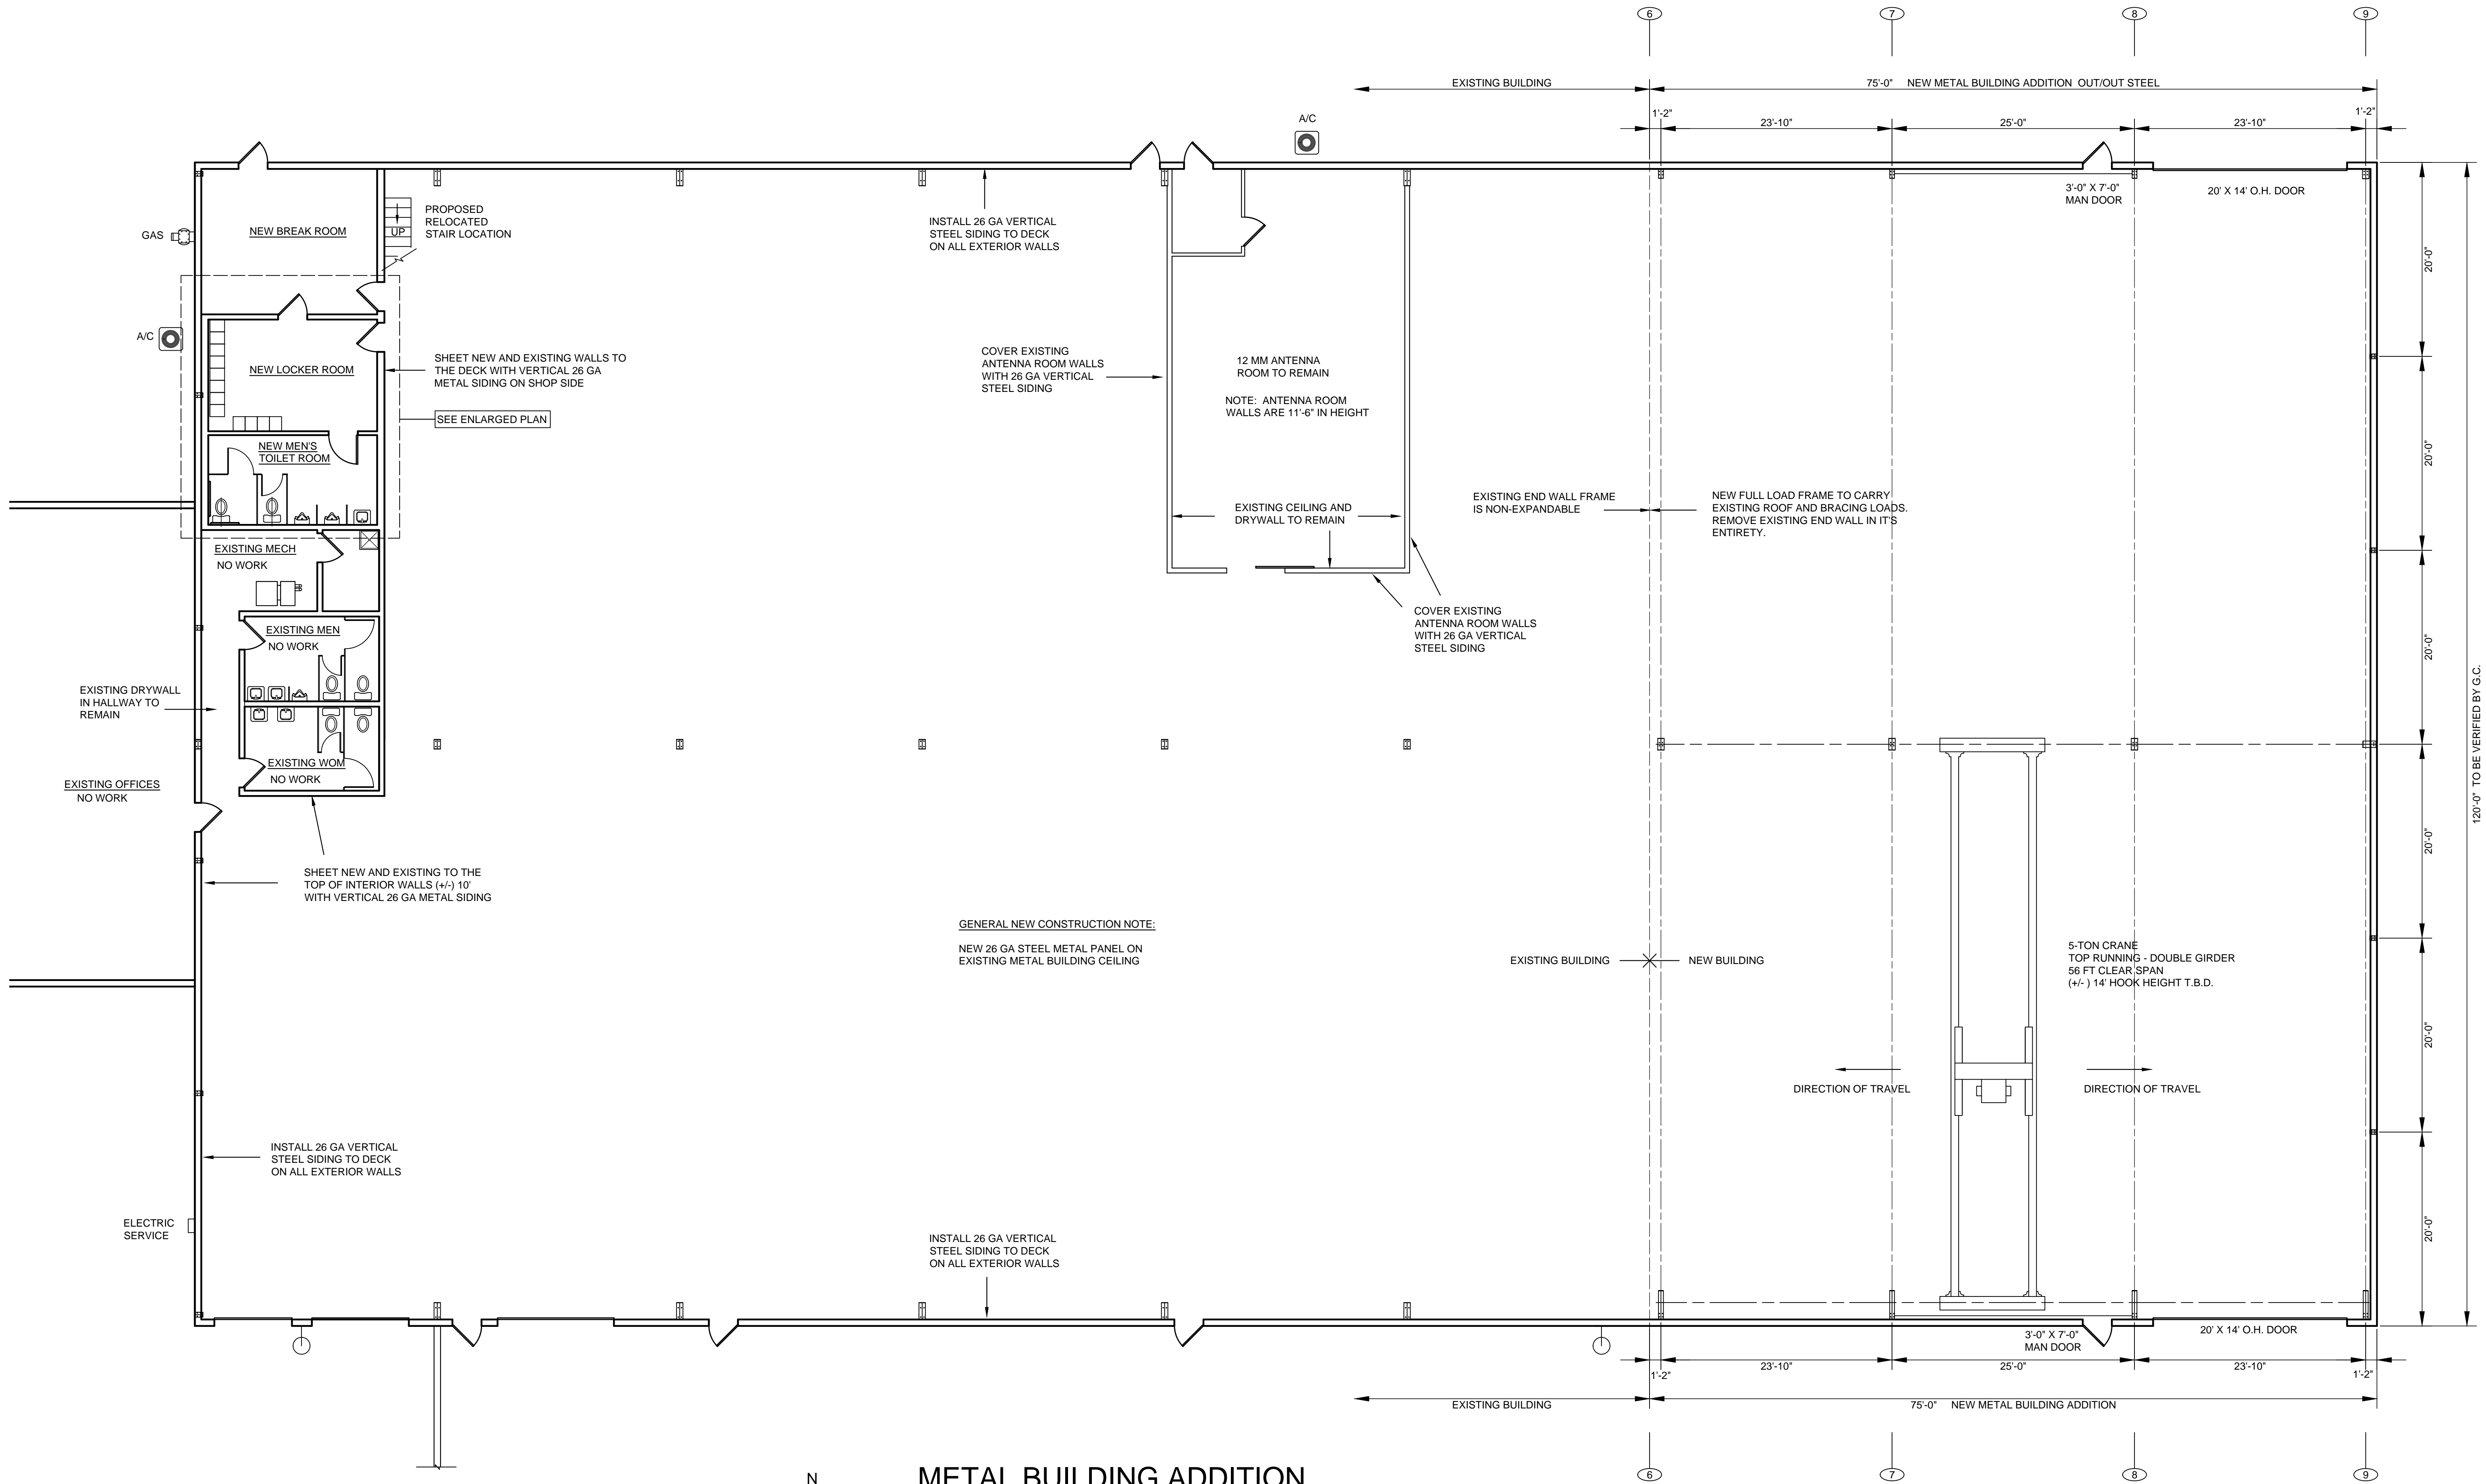 6
7
8
9
EXISTING BUILDING
75'-0" NEW METAL BUILDING ADDITION OUT/OUT STEEL
1'-2"
23'-10"
25'-0"
23'-10"
1'-2"
A/C
3'-0" X 7'-0"
MAN DOOR
20' X 14' O.H. DOOR
GAS
NEW BREAK ROOM
UP
PROPOSED
RELOCATED
STAIR LOCATION
INSTALL 26 GA VERTICAL
STEEL SIDING TO DECK
ON ALL EXTERIOR WALLS
20'-0"
A/C
NEW LOCKER ROOM
SHEET NEW AND EXISTING WALLS TO
THE DECK WITH VERTICAL 26 GA
METAL SIDING ON SHOP SIDE
SEE ENLARGED PLAN
COVER EXISTING
ANTENNA ROOM WALLS
WITH 26 GA VERTICAL
STEEL SIDING
12 MM ANTENNA
ROOM TO REMAIN
NOTE: ANTENNA ROOM
WALLS ARE 11'-6" IN HEIGHT
NEW MEN'S
TOILET ROOM
20'-0"
EXISTING CEILING AND
DRYWALL TO REMAIN
EXISTING END WALL FRAME
IS NON-EXPANDABLE
NEW FULL LOAD FRAME TO CARRY
EXISTING ROOF AND BRACING LOADS.
REMOVE EXISTING END WALL IN IT'S
ENTIRETY.
EXISTING MECH
NO WORK
COVER EXISTING
ANTENNA ROOM WALLS
WITH 26 GA VERTICAL
STEEL SIDING
20'-0"
EXISTING MEN
NO WORK
EXISTING DRYWALL
IN HALLWAY TO
REMAIN
120'-0" TO BE VERIFIED BY G.C.
EXISTING WOM
NO WORK
EXISTING OFFICES
NO WORK
20'-0"
SHEET NEW AND EXISTING TO THE
TOP OF INTERIOR WALLS (+/-) 10'
WITH VERTICAL 26 GA METAL SIDING
GENERAL NEW CONSTRUCTION NOTE:
NEW 26 GA STEEL METAL PANEL ON
EXISTING METAL BUILDING CEILING
EXISTING BUILDING
NEW BUILDING
5-TON CRANE
TOP RUNNING - DOUBLE GIRDER
56 FT CLEAR SPAN
(+/- ) 14' HOOK HEIGHT T.B.D.
20'-0"
DIRECTION OF TRAVEL
DIRECTION OF TRAVEL
INSTALL 26 GA VERTICAL
STEEL SIDING TO DECK
ON ALL EXTERIOR WALLS
ELECTRIC
SERVICE
INSTALL 26 GA VERTICAL
STEEL SIDING TO DECK
ON ALL EXTERIOR WALLS
20'-0"
3'-0" X 7'-0"
MAN DOOR
20' X 14' O.H. DOOR
1'-2"
23'-10"
25'-0"
23'-10"
1'-2"
EXISTING BUILDING
75'-0" NEW METAL BUILDING ADDITION
N
METAL BUILDING ADDITION
6
7
8
9